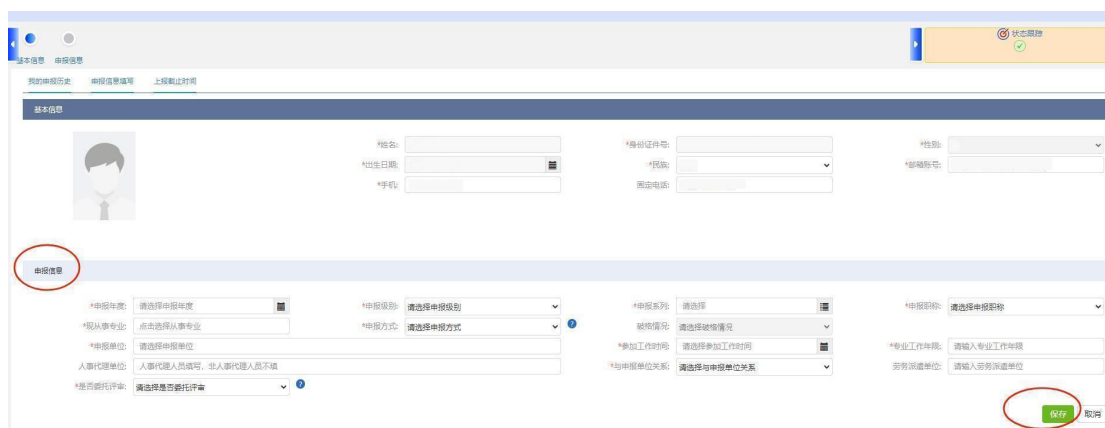 状态跟踪
基本信息 申报信息
我的申报历史 申报信息填写 上报截止时间
基本信息
*姓名: *身份证件号: *性别:
*出生日期: *民族: *邮箱账号:
*手机: 固定电话:
申报信息
*申报年度: 请选择申报年度 *申报级别: 请选择申报级别 *申报系列: 请选择 *申报职称: 请选择申报职称
*现从事专业: 点击选择从事专业 *申报方式: 请选择申报方式 ? 破格情况: 请选择破格情况
*申报单位: 请选择申报单位 *参加工作时间: 请选择参加工作时间 *专业工作年限: 请输入专业工作年限
人事代理单位: 人事代理人员填写，非人事代理人员不填 *与申报单位关系: 请选择与申报单位关系 劳务派遣单位: 请输入劳务派遣单位
*是否委托评审: 请选择是否委托评审 ?
保存 取消